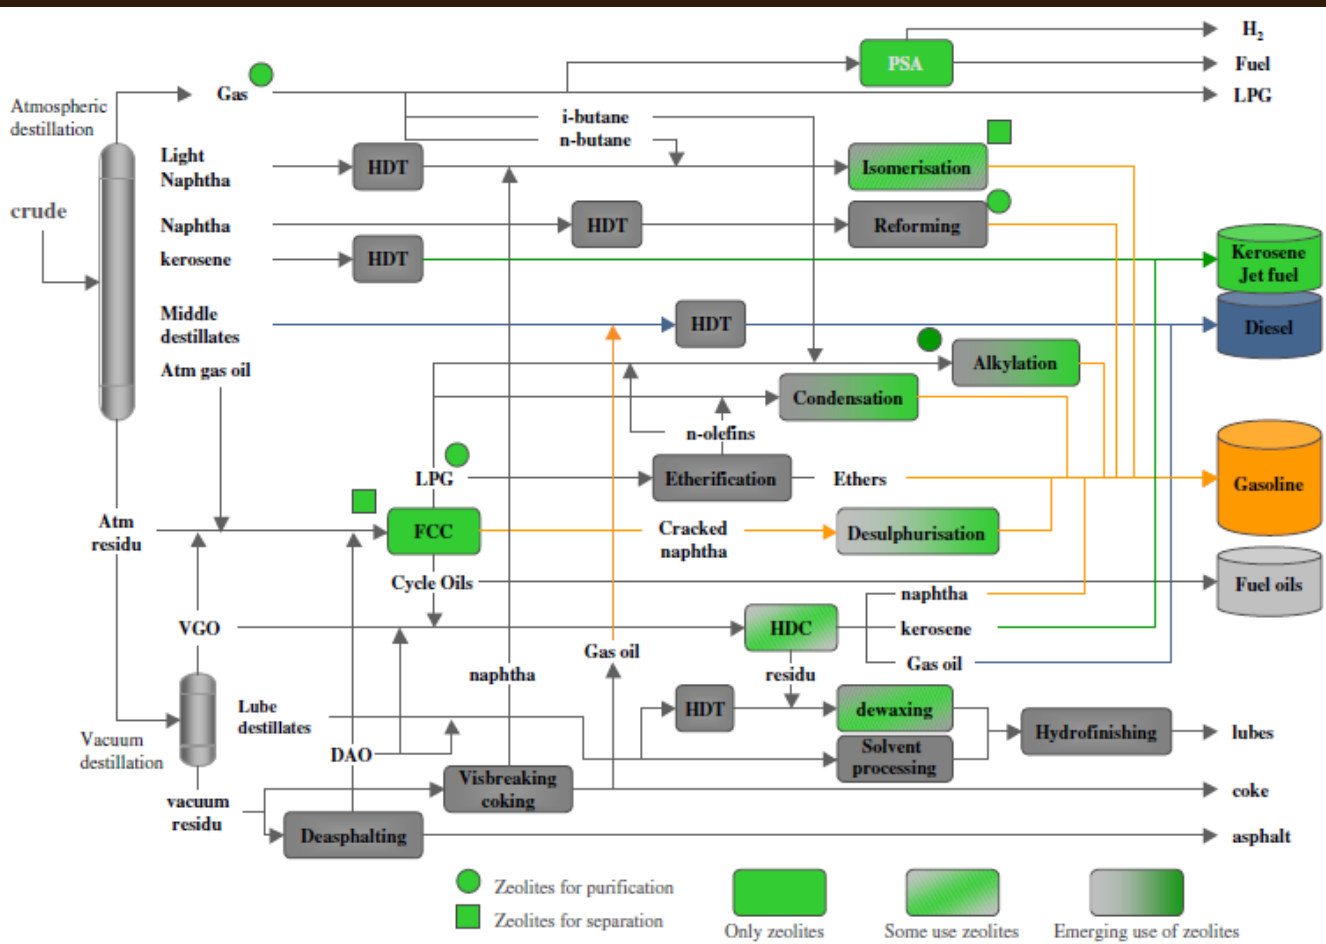 H2
PSA
Fuel
Gas
LPG
Atmospheric
destillation
i-butane
n-butane
Light
Naphtha
HDT
Isomerisation
crude
Naphtha
HDT
Reforming
kerosene
HDT
Kerosene
Jet fuel
Middle
destillates
HDT
Diesel
Atm gas oil
Alkylation
Condensation
n-olefins
LPG
Etherification
Ethers
Gasoline
Atm
residu
FCC
Cracked
naphtha
Desulphurisation
Cycle Oils
Fuel oils
naphtha
VGO
HDC
kerosene
Gas oil
Gas oil
naphtha
residu
Lube
destillates
HDT
dewaxing
Vacuum
destillation
DAO
Solvent
processing
Hydrofinishing
lubes
vacuum
residu
Visbreaking
coking
coke
Deasphalting
asphalt
Zeolites for purification
Zeolites for separation
Only zeolites
Some use zeolites
Emerging use of zeolites